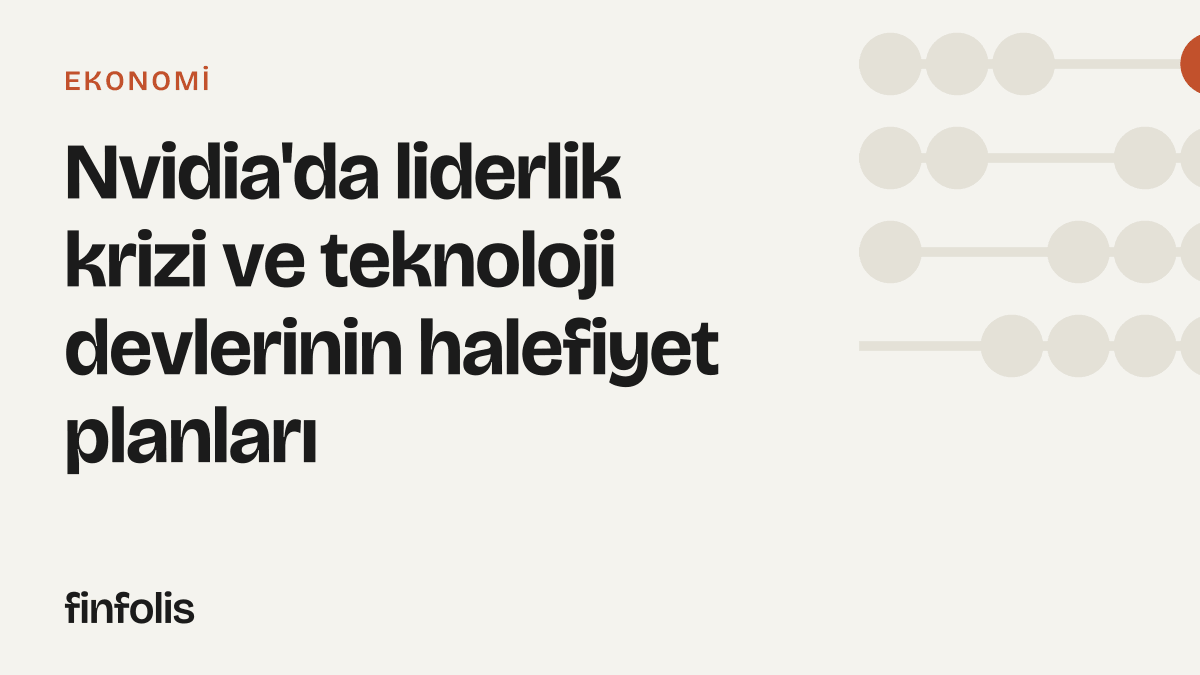 EKONOMİ
Nvidia'da liderlik
krizi ve teknoloji
devlerinin halefiyet
planları
finfolis